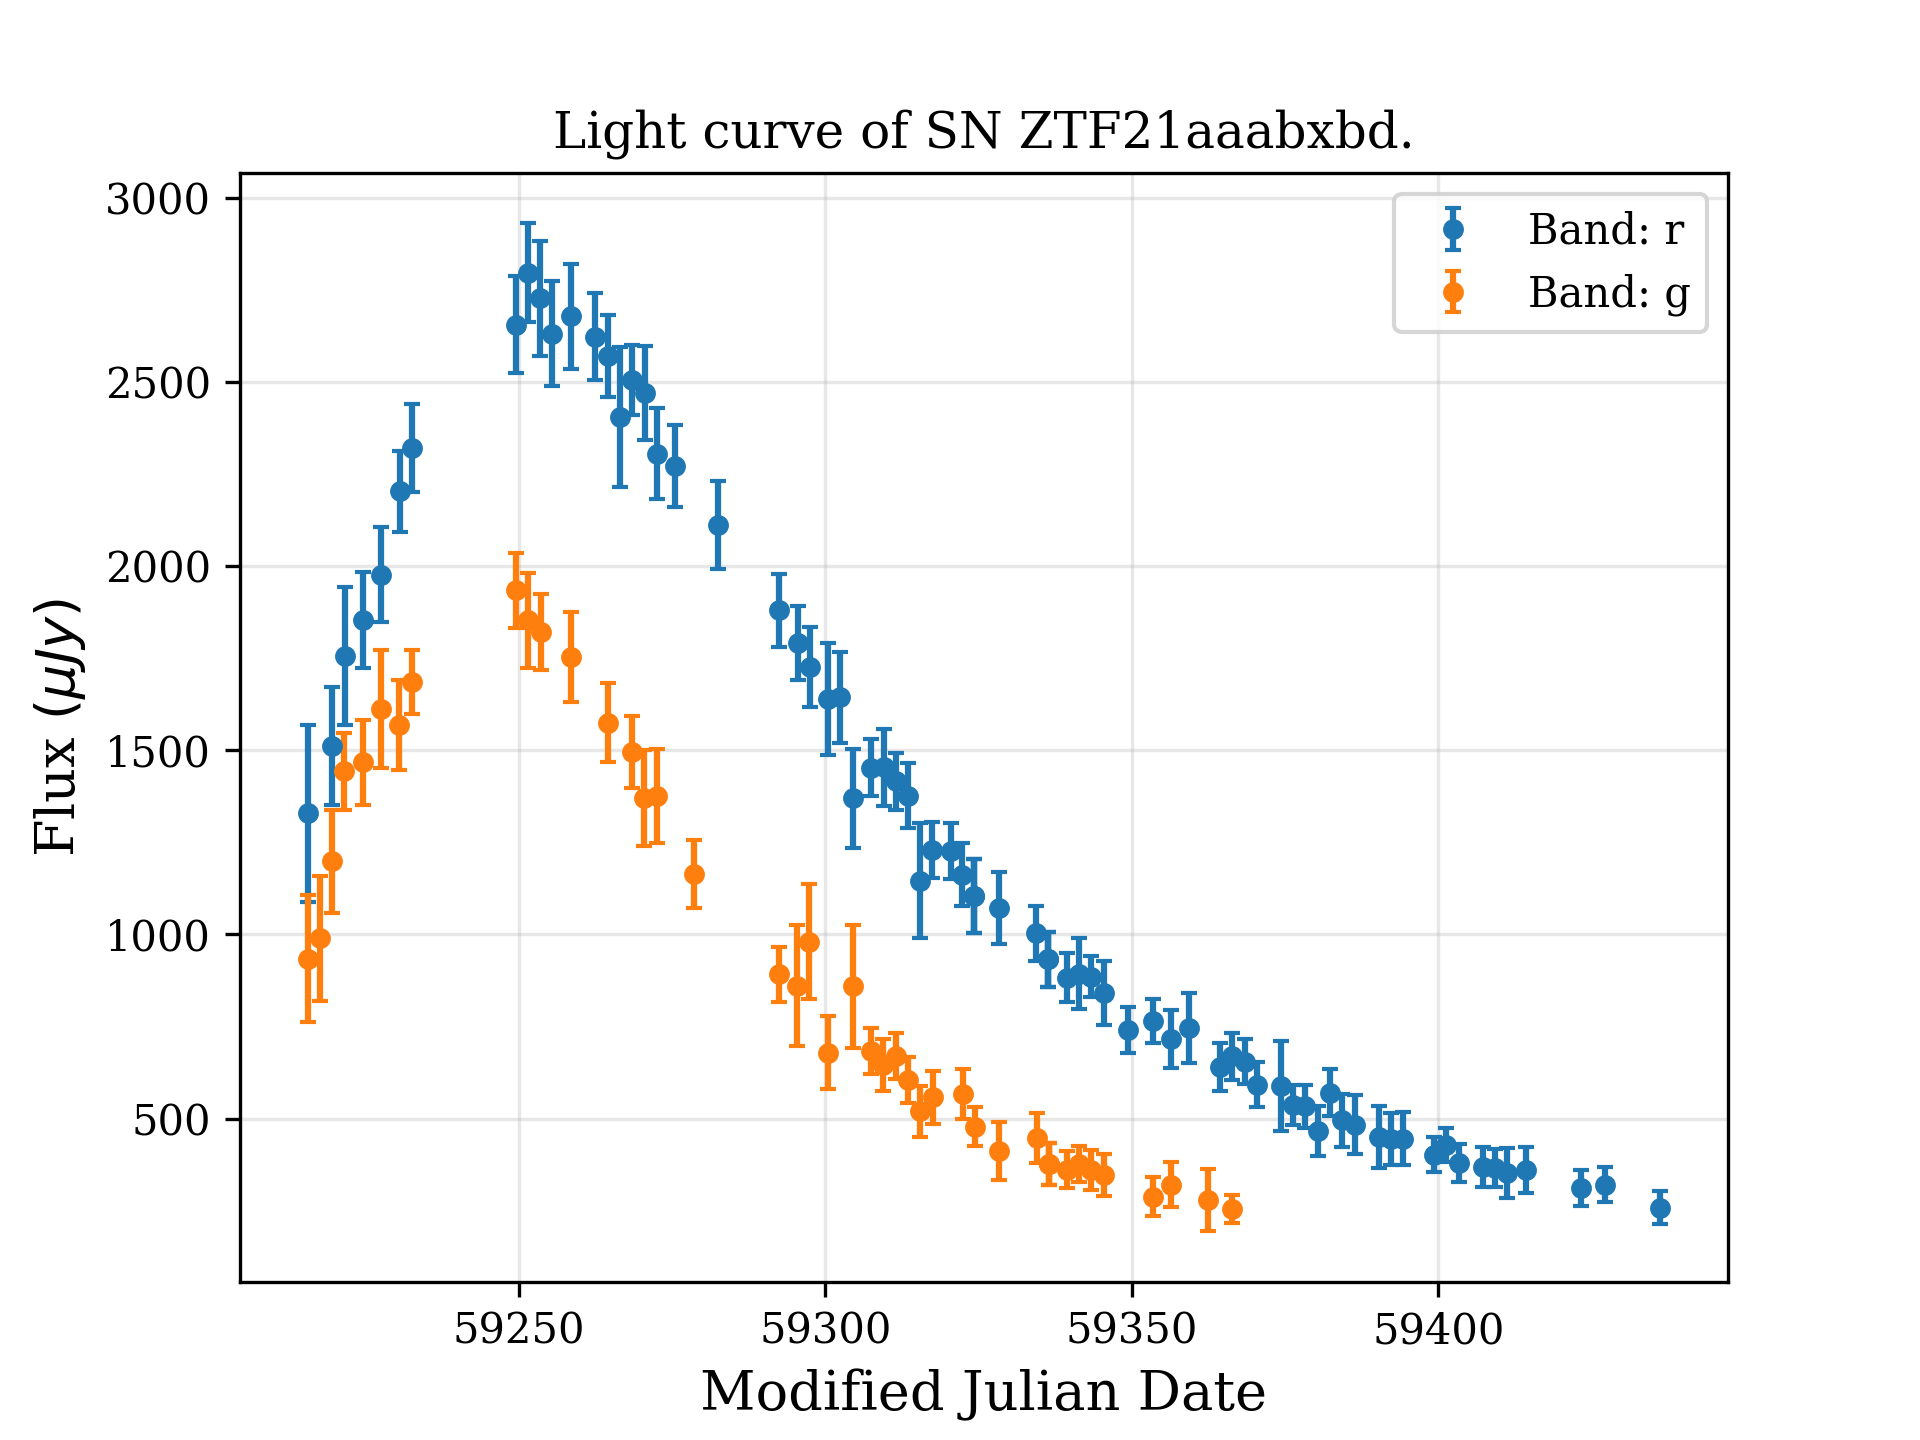 Light curve of SN ZTF21aaabxbd.
3000
2500
2000
1500
1000
500
Flux (μJy)
Band: r
Band: g
59250 59300 59350 59400
Modified Julian Date